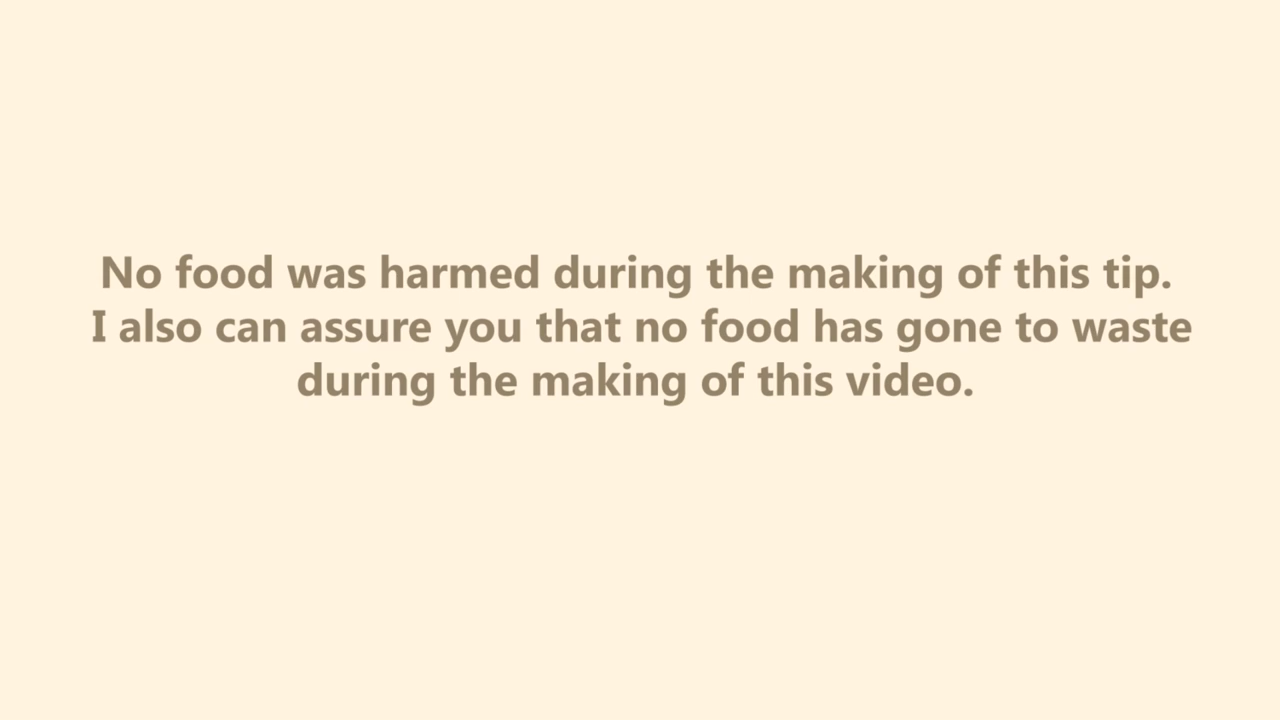 No food was harmed during the making of this tip.
I also can assure you that no food has gone to waste
during the making of this video.